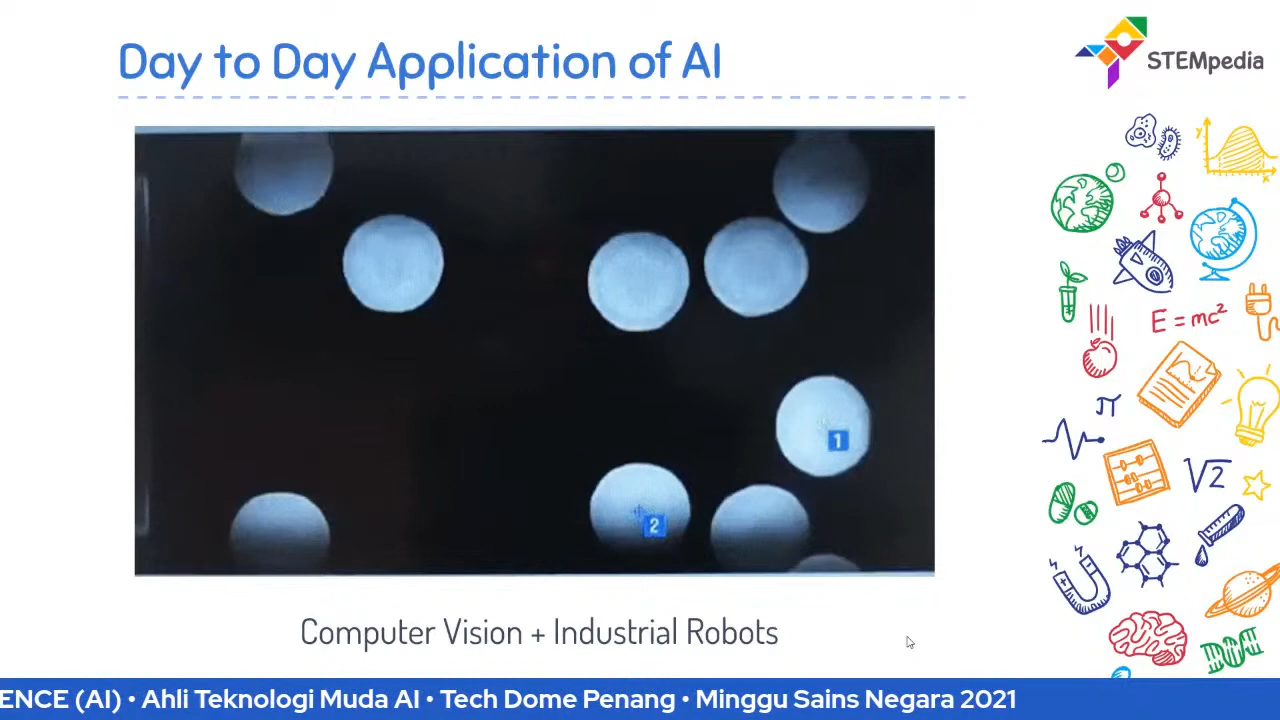 Day to Day Application of AI
STEMpedia
y
x
E = mc²
π
√2
1
2
Computer Vision + Industrial Robots
ENCE (AI) • Ahli Teknologi Muda AI • Tech Dome Penang • Minggu Sains Negara 2021